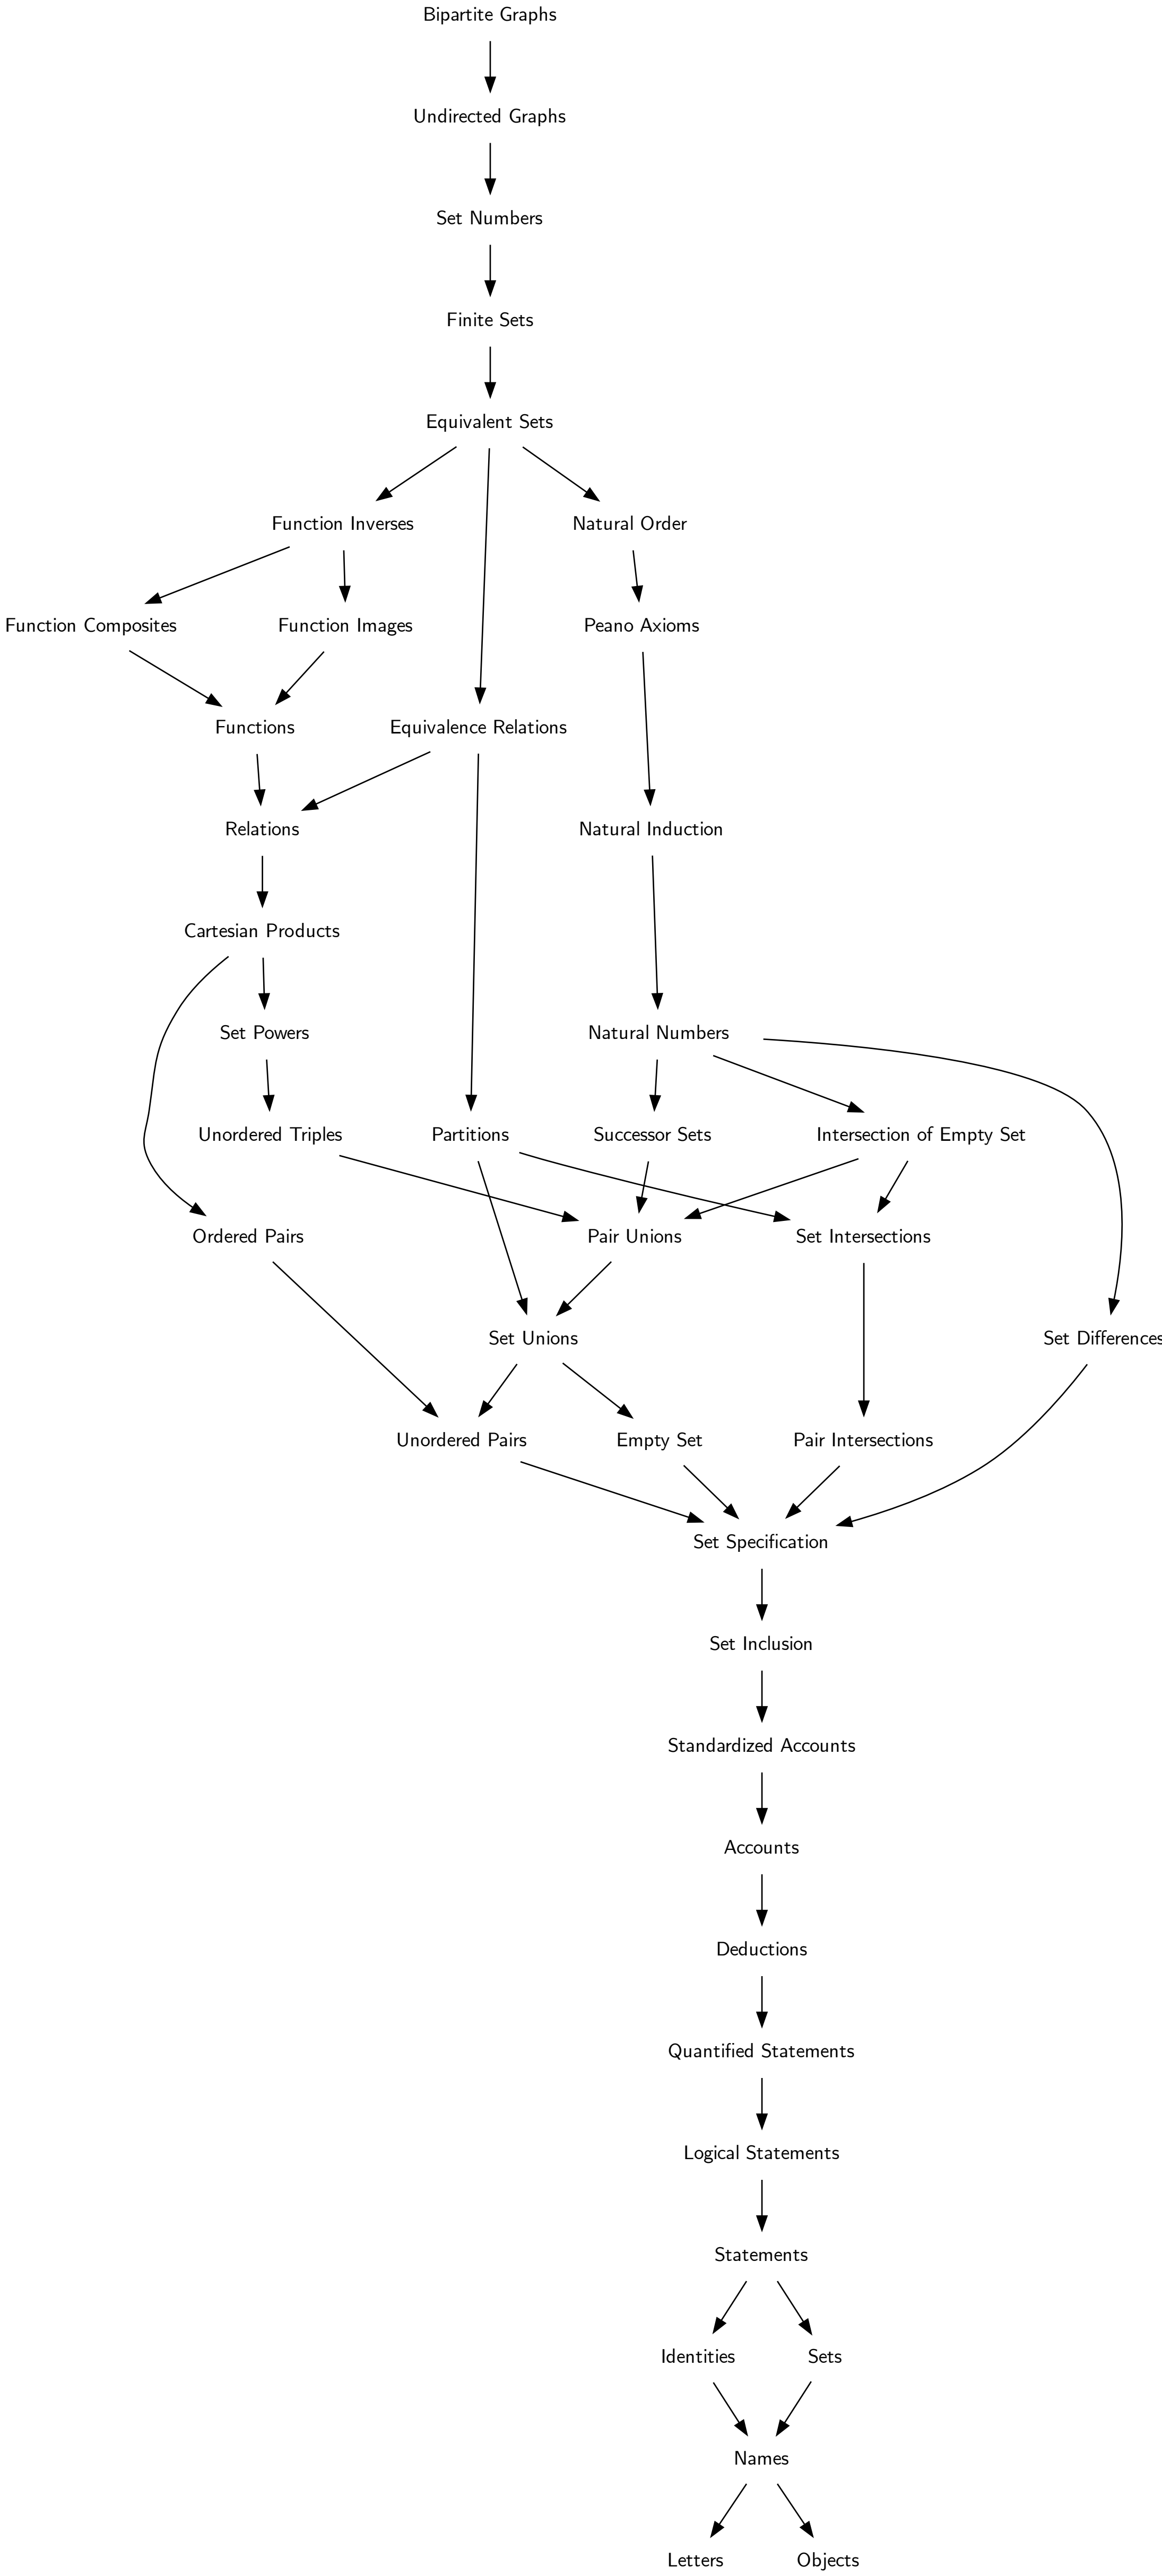 Bipartite Graphs
Undirected Graphs
Set Numbers
Finite Sets
Equivalent Sets
Function Inverses
Natural Order
Function Composites
Function Images
Peano Axioms
Functions
Equivalence Relations
Relations
Natural Induction
Cartesian Products
Set Powers
Natural Numbers
Unordered Triples
Partitions
Successor Sets
Intersection of Empty Set
Ordered Pairs
Pair Unions
Set Intersections
Set Unions
Set Differences
Unordered Pairs
Empty Set
Pair Intersections
Set Specification
Set Inclusion
Standardized Accounts
Accounts
Deductions
Quantified Statements
Logical Statements
Statements
Identities
Sets
Names
Letters
Objects